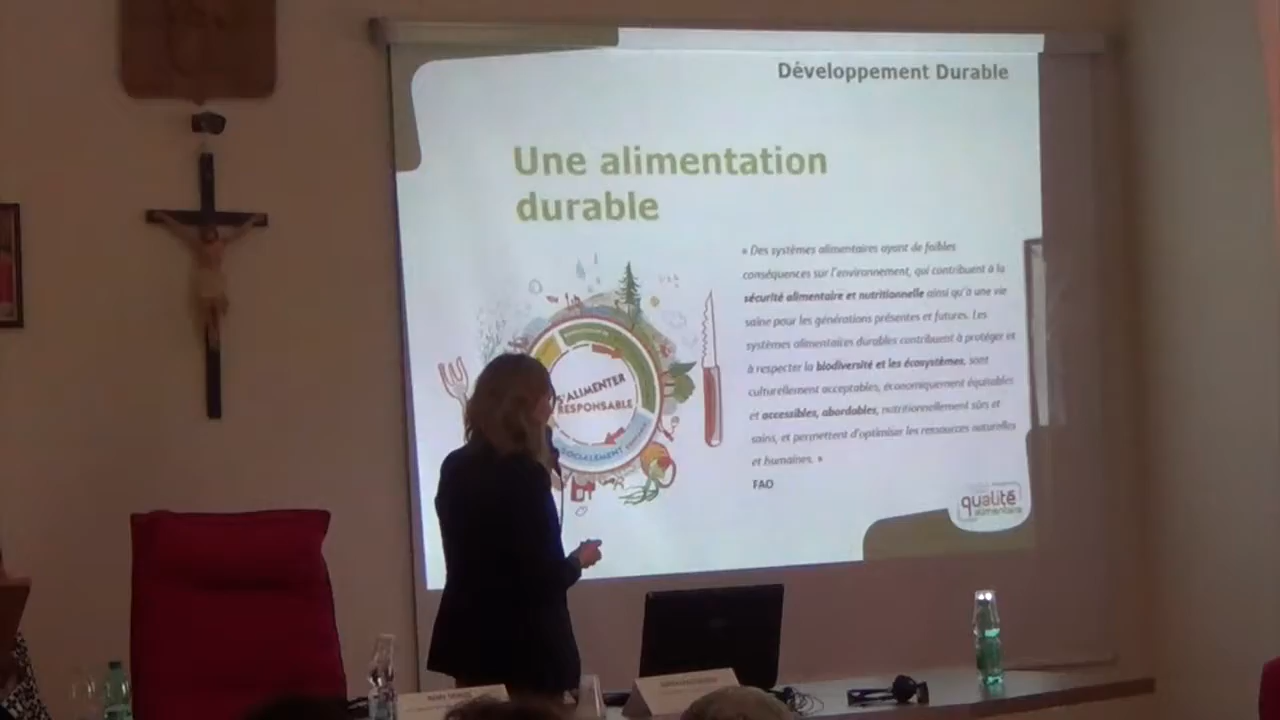 Développement Durable
Une alimentation
durable
« Des systèmes alimentaires ayant de faibles
conséquences sur l'environnement, qui contribuent à la
sécurité alimentaire et nutritionnelle ainsi qu'à une vie
saine pour les générations présentes et futures. Les
systèmes alimentaires durables contribuent à protéger et
à respecter la biodiversité et les écosystèmes, sont
culturellement acceptables, économiquement équitables
et accessibles, abordables, nutritionnellement sûrs et
sains, et permettent d'optimiser les ressources naturelles
et humaines. »
FAO
S'ALIMENTER
RESPONSABLE
SOCIALEMENT
qualité
alimentaire